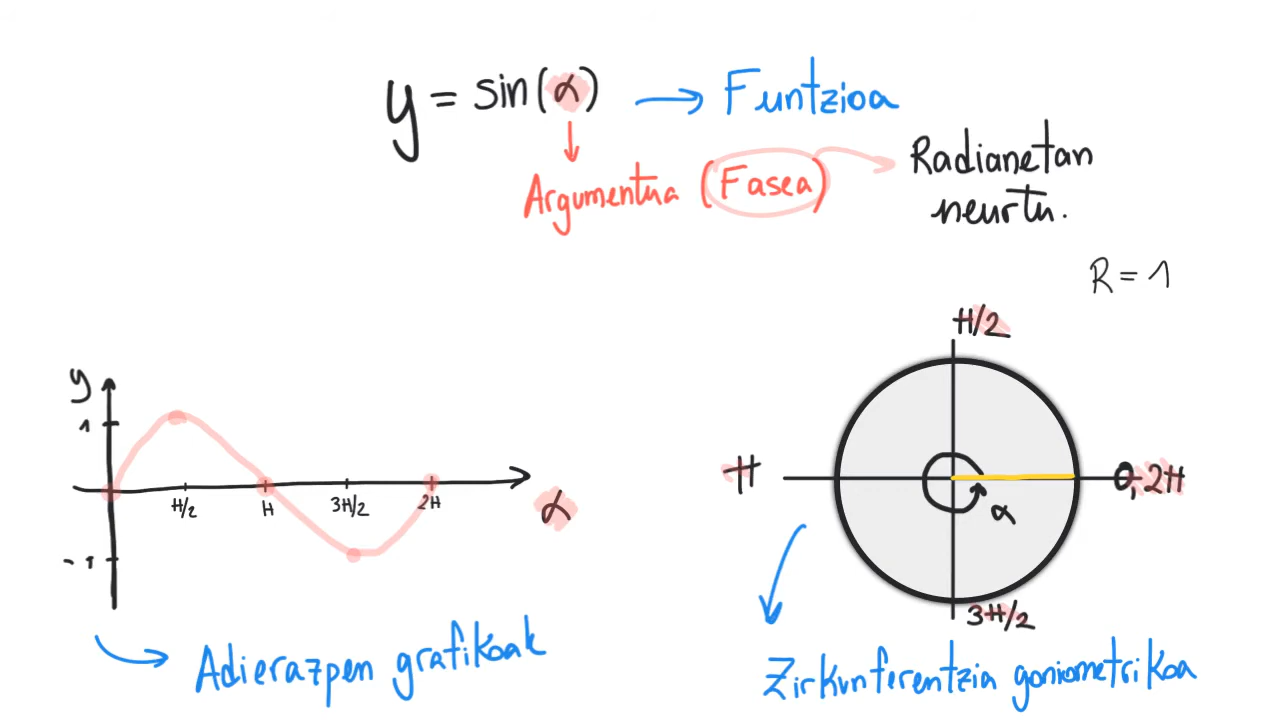 y = sin(α) → Funtzioa
Argumentua (Fasea)
Radianetan
neurtu.
R = 1
π/2
y
1
π
0, 2π
π/2
π
3π/2
2π
α
α
-1
3π/2
Adierazpen grafikoak
Zirkunferentzia goniometrikoa